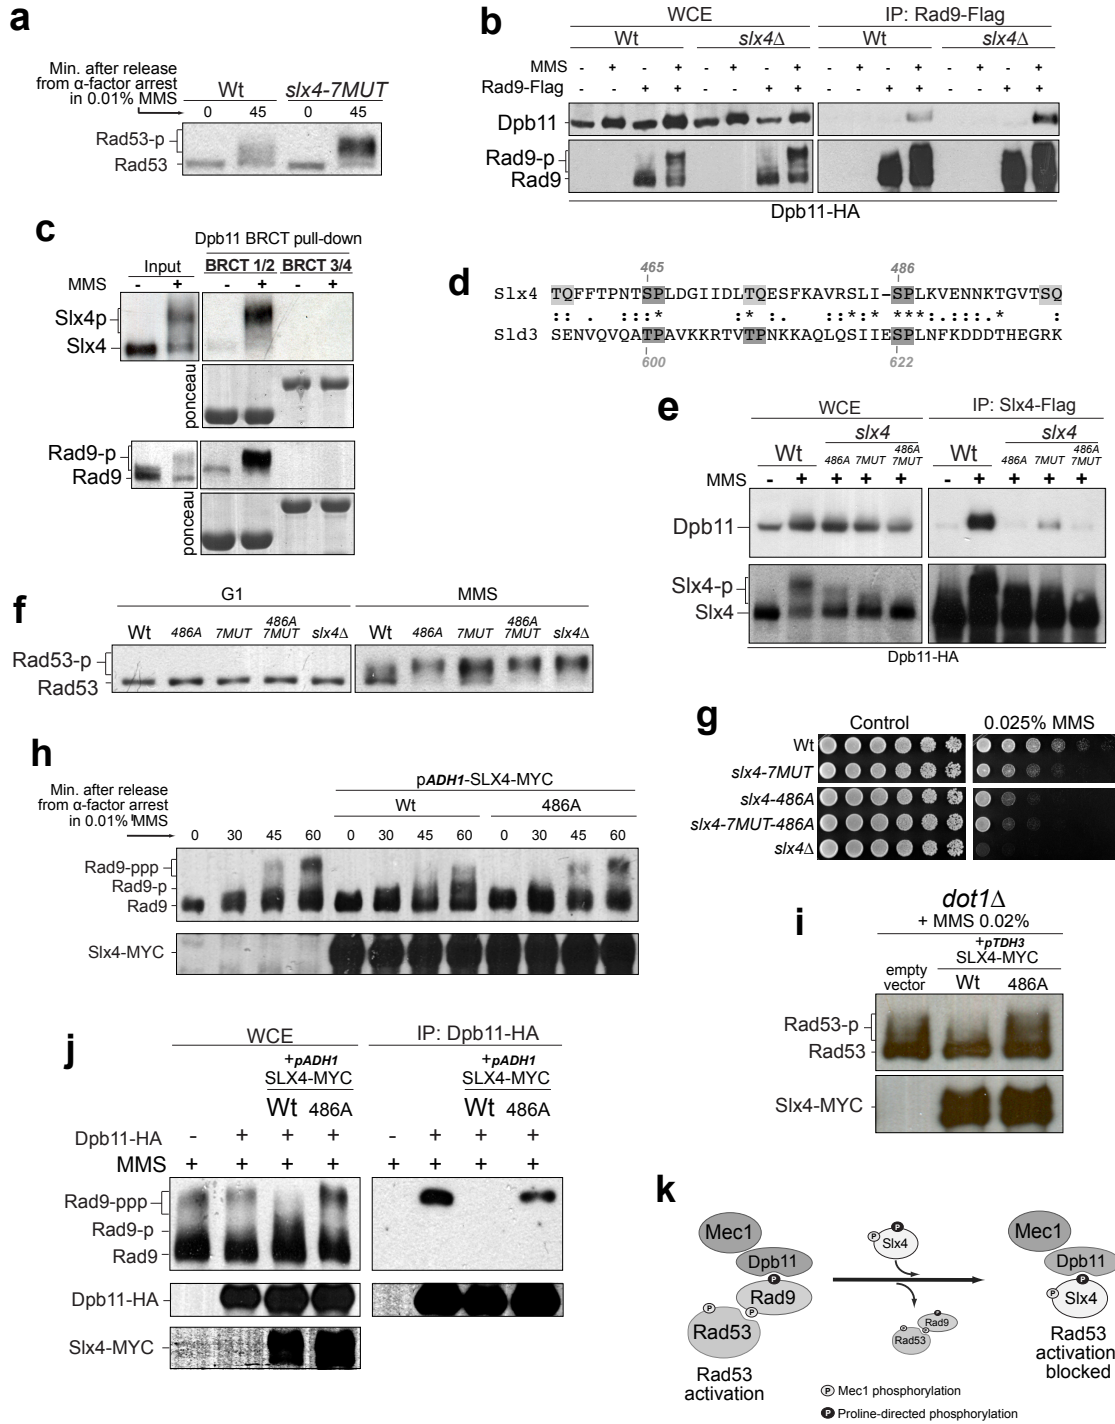 a
Min. after release
from α-factor arrest
in 0.01% MMS
Wt
slx4-7MUT
0 45 0 45
Rad53-p
Rad53
b
WCE
IP: Rad9-Flag
Wt
slx4Δ
Wt
slx4Δ
MMS - + - + - + - + - + - + - + - +
Rad9-Flag - - + + - - + + - - + + - - + +
Dpb11
Rad9-p
Rad9
Dpb11-HA
c
Dpb11 BRCT pull-down
Input
BRCT 1/2 BRCT 3/4
MMS - + - + - +
Slx4p
Slx4
ponceau
Rad9-p
Rad9
ponceau
d
465 486
Slx4 TQFFTPNTSPLDGIIDLTQESFKAVRSLI-SPLKVENNKTGVTSQ
Sld3 SENVQVQATPAVKKRTVTPNKKAQLQSIIESPLNFKDDDTHEGRK
600 622
e
WCE
IP: Slx4-Flag
slx4
slx4
Wt 486A 7MUT 486A 7MUT
Wt 486A 7MUT 486A 7MUT
MMS - + + + + - + + + +
Dpb11
Slx4-p
Slx4
Dpb11-HA
f
G1
MMS
Wt 486A 7MUT 486A 7MUT slx4Δ
Wt 486A 7MUT 486A 7MUT slx4Δ
Rad53-p
Rad53
g
Control
0.025% MMS
Wt
slx4-7MUT
slx4-486A
slx4-7MUT-486A
slx4Δ
h
pADH1-SLX4-MYC
Wt
486A
Min. after release
from α-factor arrest
in 0.01% MMS
0 30 45 60 0 30 45 60 0 30 45 60
Rad9-ppp
Rad9-p
Rad9
Slx4-MYC
i
dot1Δ
+ MMS 0.02%
+pTDH3
SLX4-MYC
empty
vector
Wt
486A
Rad53-p
Rad53
Slx4-MYC
j
WCE
IP: Dpb11-HA
+pADH1
SLX4-MYC
+pADH1
SLX4-MYC
Wt 486A
Wt 486A
Dpb11-HA - + + + - + + +
MMS + + + + + + + +
Rad9-ppp
Rad9-p
Rad9
Dpb11-HA
Slx4-MYC
k
Mec1
Dpb11
P
Rad9
P
P
Rad53
Rad53
activation
P
P
Slx4
P
Rad9
P
P
Rad53
Mec1
Dpb11
P
P
Slx4
Rad53
activation
blocked
P Mec1 phosphorylation
P Proline-directed phosphorylation